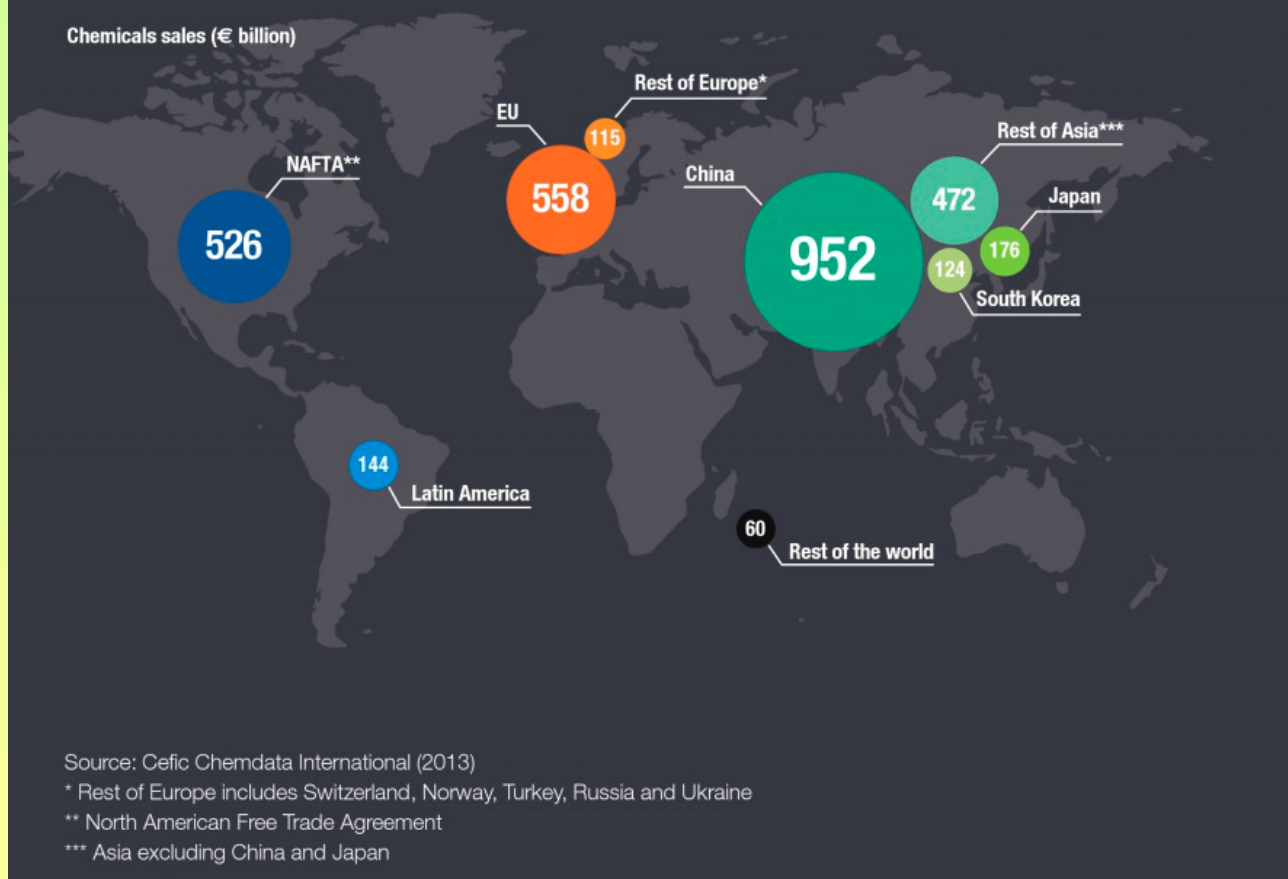 Chemicals sales (€ billion)
Rest of Europe*
EU
115
Rest of Asia***
NAFTA**
China
558
472
Japan
526
952
176
124
South Korea
144
Latin America
60
Rest of the world
Source: Cefic Chemdata International (2013)
* Rest of Europe includes Switzerland, Norway, Turkey, Russia and Ukraine
** North American Free Trade Agreement
*** Asia excluding China and Japan